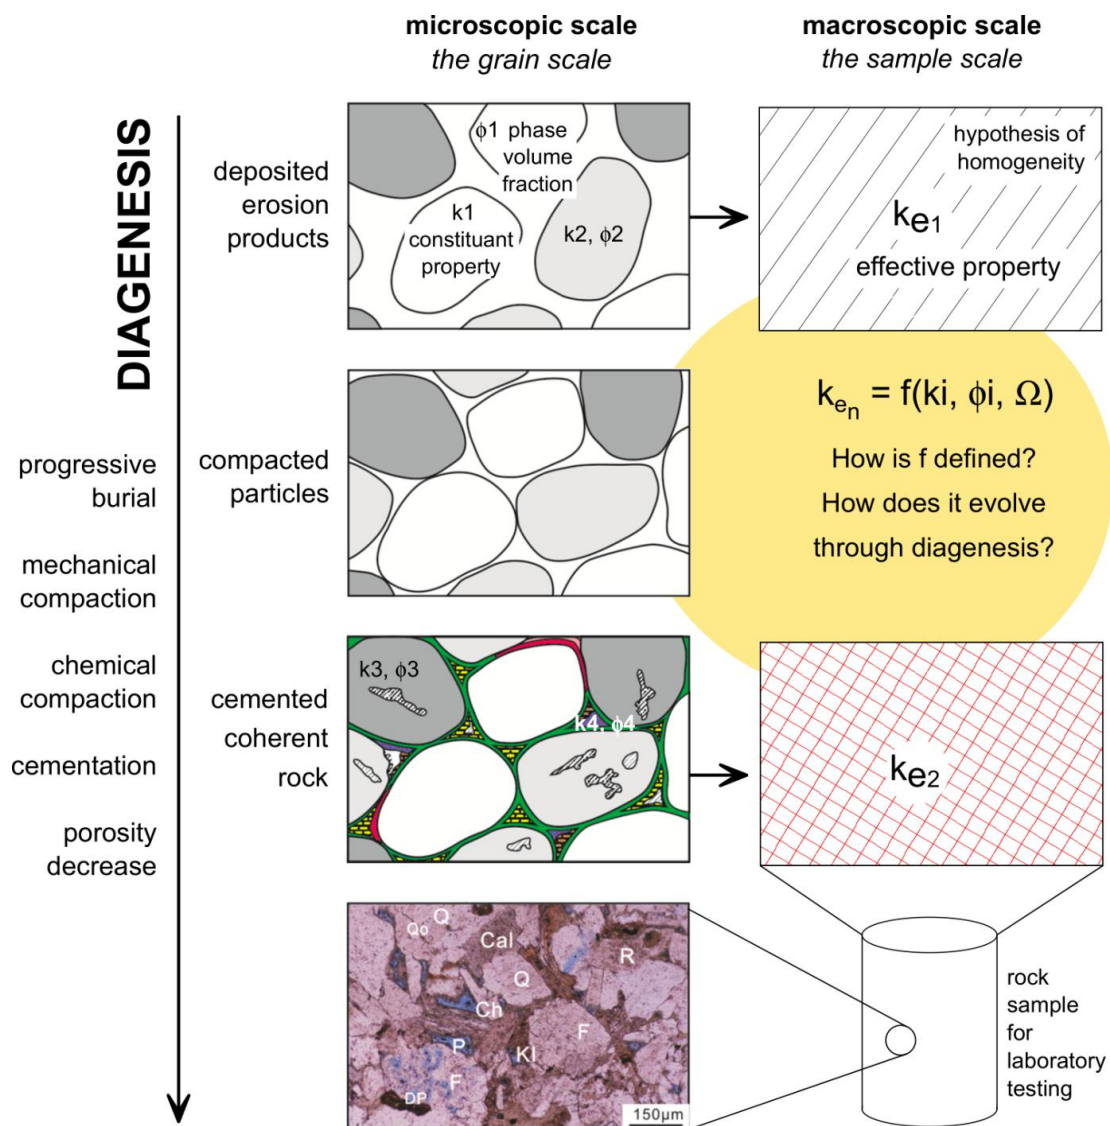 microscopic scale
the grain scale
macroscopic scale
the sample scale
DIAGENESIS
progressive
burial
mechanical
compaction
chemical
compaction
cementation
porosity
decrease
deposited
erosion
products
ϕ1 phase
volume
fraction
k1
constituant
property
k2, ϕ2
hypothesis of
homogeneity
ke1
effective property
compacted
particles
ken = f(ki, ϕi, Ω)
How is f defined?
How does it evolve
through diagenesis?
cemented
coherent
rock
k3, ϕ3
k4, ϕ4
ke2
Q
Qo
Cal
R
Q
Ch
F
P
Kl
F
DP
150μm
rock
sample
for
laboratory
testing